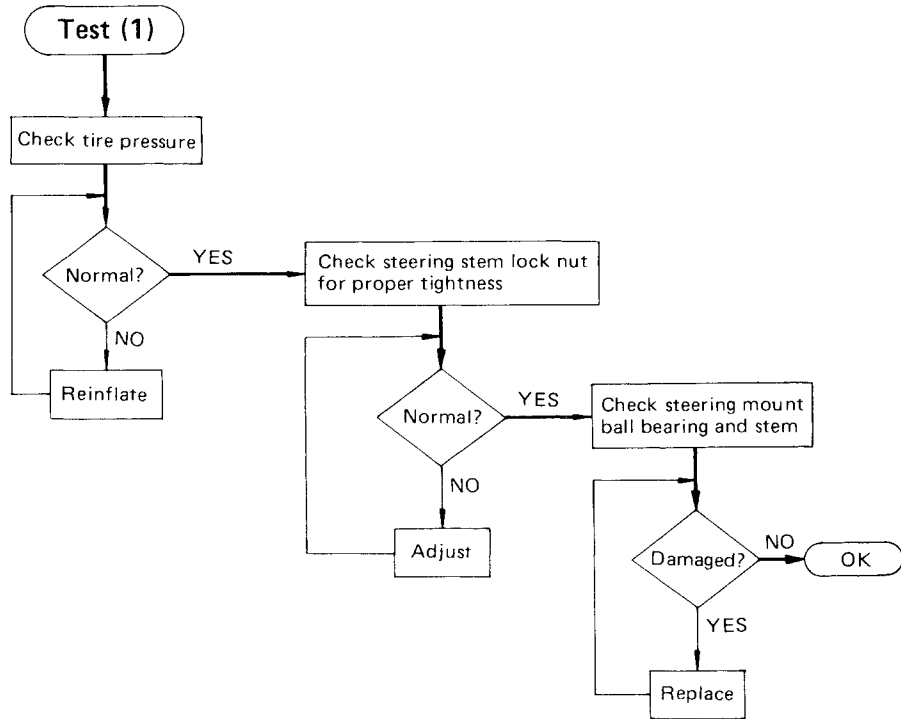 Test (1)
Check tire pressure
Normal?
YES
NO
Reinflate
Check steering stem lock nut
for proper tightness
Normal?
YES
NO
Adjust
Check steering mount
ball bearing and stem
Damaged?
NO
OK
YES
Replace